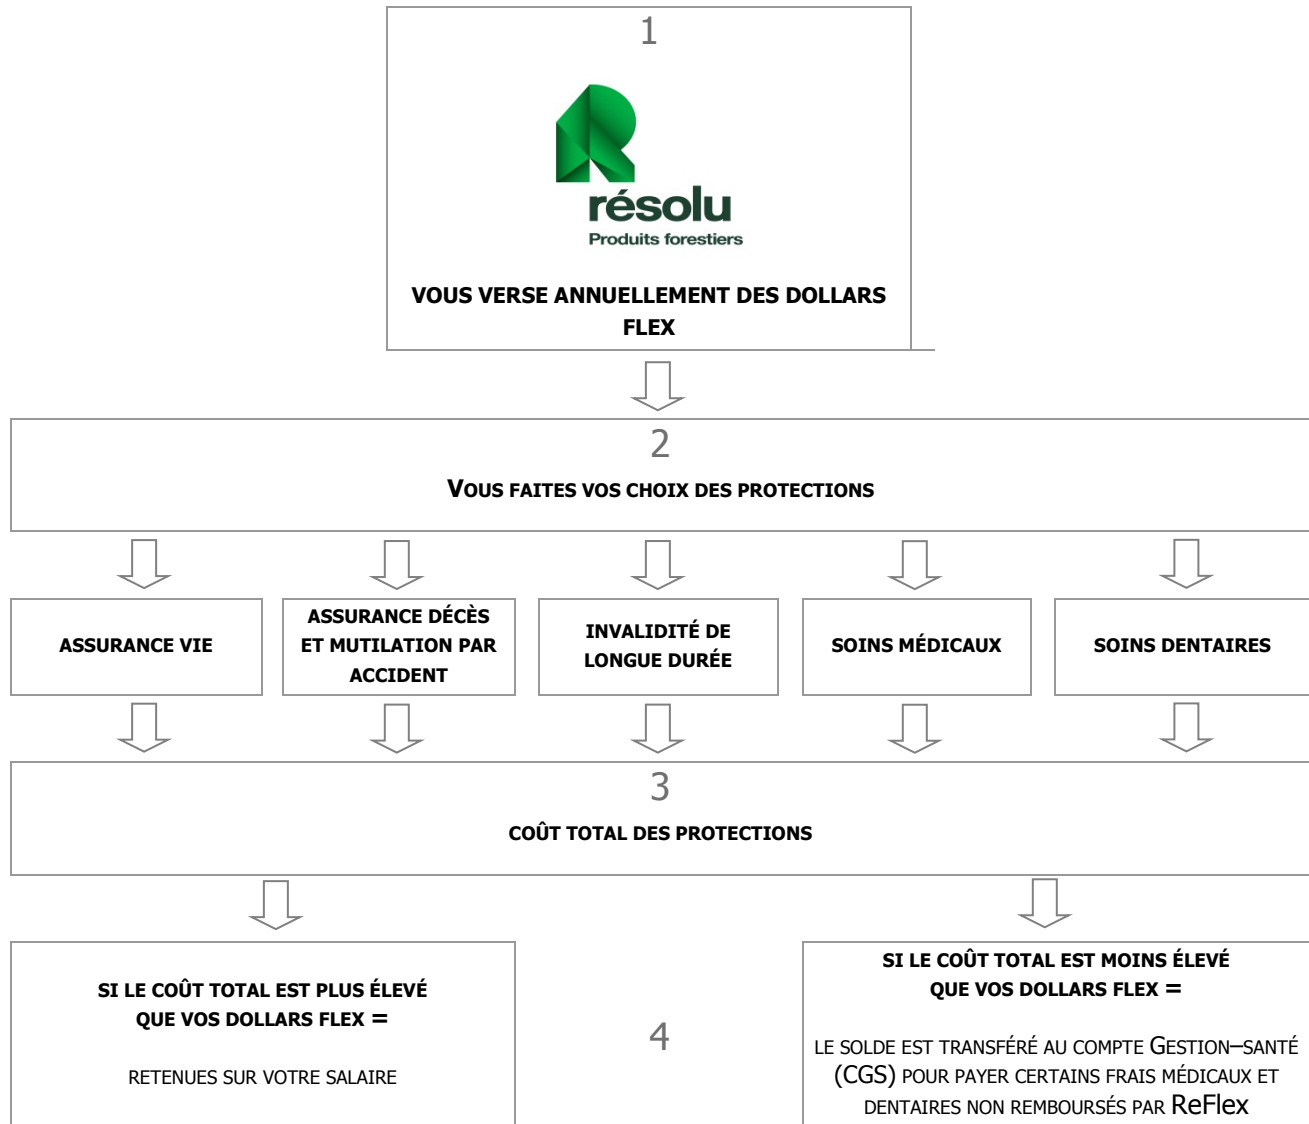 1
résolu
Produits forestiers
VOUS VERSE ANNUELLEMENT DES DOLLARS
FLEX
2
VOUS FAITES VOS CHOIX DES PROTECTIONS
ASSURANCE VIE
ASSURANCE DÉCÈS
ET MUTILATION PAR
ACCIDENT
INVALIDITÉ DE
LONGUE DURÉE
SOINS MÉDICAUX
SOINS DENTAIRES
3
COÛT TOTAL DES PROTECTIONS
SI LE COÛT TOTAL EST PLUS ÉLEVÉ
QUE VOS DOLLARS FLEX =
RETENUES SUR VOTRE SALAIRE
4
SI LE COÛT TOTAL EST MOINS ÉLEVÉ
QUE VOS DOLLARS FLEX =
LE SOLDE EST TRANSFÉRÉ AU COMPTE GESTION–SANTÉ
(CGS) POUR PAYER CERTAINS FRAIS MÉDICAUX ET
DENTAIRES NON REMBOURSÉS PAR ReFlex